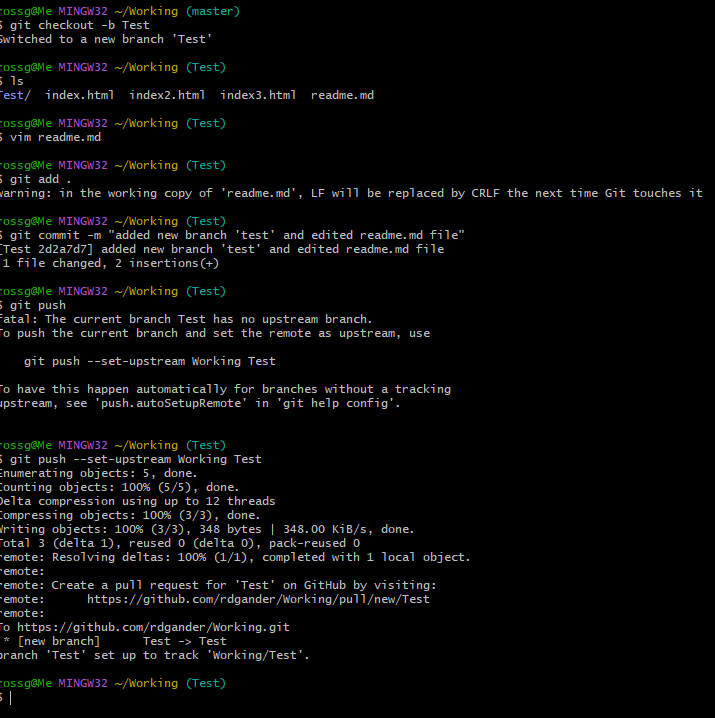 rossg@Me MINGW32 ~/Working (master)
$ git checkout -b Test
Switched to a new branch 'Test'
rossg@Me MINGW32 ~/Working (Test)
$ ls
Test/  index.html  index2.html  index3.html  readme.md
rossg@Me MINGW32 ~/Working (Test)
$ vim readme.md
rossg@Me MINGW32 ~/Working (Test)
$ git add .
warning: in the working copy of 'readme.md', LF will be replaced by CRLF the next time Git touches it
rossg@Me MINGW32 ~/Working (Test)
$ git commit -m "added new branch 'test' and edited readme.md file"
[Test 2d2a7d7] added new branch 'test' and edited readme.md file
1 file changed, 2 insertions(+)
rossg@Me MINGW32 ~/Working (Test)
$ git push
fatal: The current branch Test has no upstream branch.
To push the current branch and set the remote as upstream, use
git push --set-upstream Working Test
To have this happen automatically for branches without a tracking
upstream, see 'push.autoSetupRemote' in 'git help config'.
rossg@Me MINGW32 ~/Working (Test)
$ git push --set-upstream Working Test
Enumerating objects: 5, done.
Counting objects: 100% (5/5), done.
Delta compression using up to 12 threads
Compressing objects: 100% (3/3), done.
Writing objects: 100% (3/3), 348 bytes | 348.00 KiB/s, done.
Total 3 (delta 1), reused 0 (delta 0), pack-reused 0
remote: Resolving deltas: 100% (1/1), completed with 1 local object.
remote:
remote: Create a pull request for 'Test' on GitHub by visiting:
remote:      https://github.com/rdgander/Working/pull/new/Test
remote:
To https://github.com/rdgander/Working.git
* [new branch]      Test -> Test
branch 'Test' set up to track 'Working/Test'.
rossg@Me MINGW32 ~/Working (Test)
$